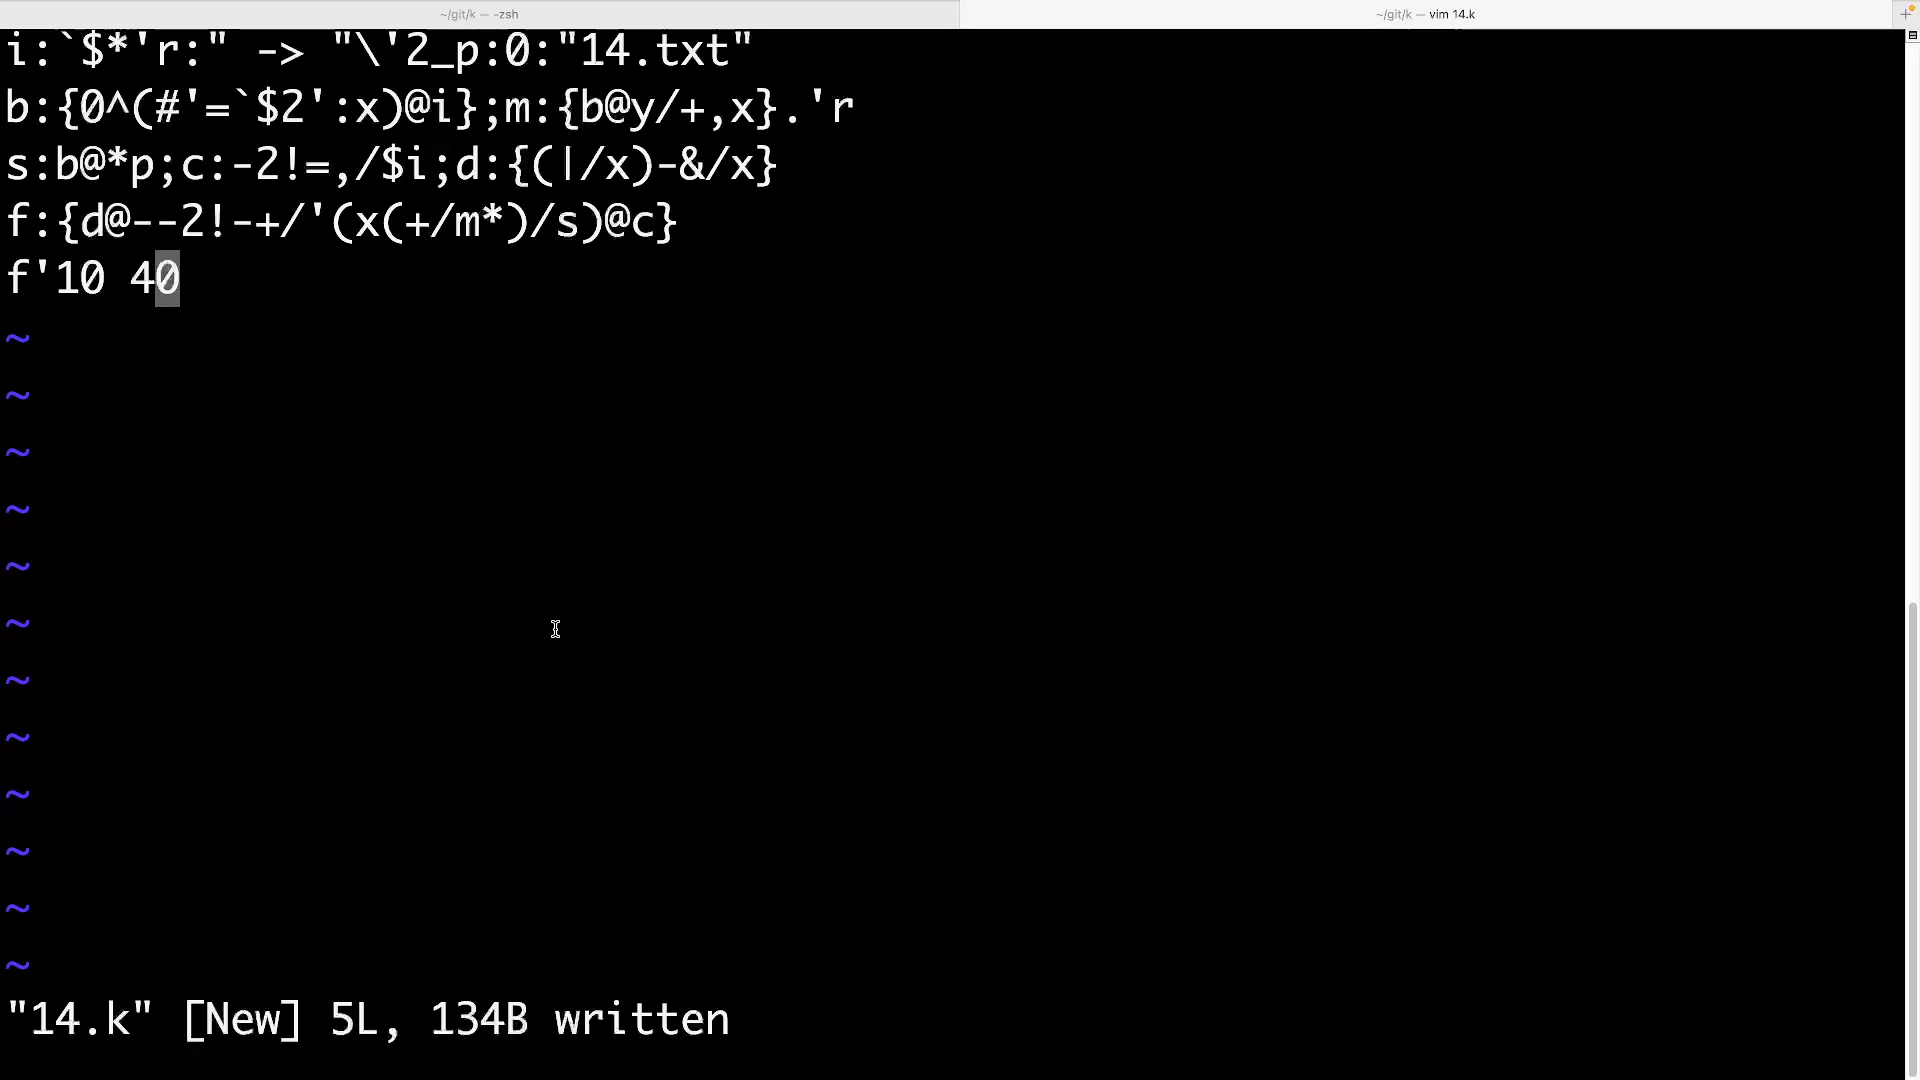 ~/git/k — -zsh
~/git/k — vim 14.k
+
i:`$*'r:" -> "\'2_p:0:"14.txt"
b:{0^(#'=`$2':x)@i};m:{b@y/+,x}.'r
s:b@*p;c:-2!=,/$i;d:{(|/x)-&/x}
f:{d@--2!-+/'(x(+/m*)/s)@c}
f'10 40
~
~
~
~
~
~
~
~
~
~
~
~
"14.k" [New] 5L, 134B written